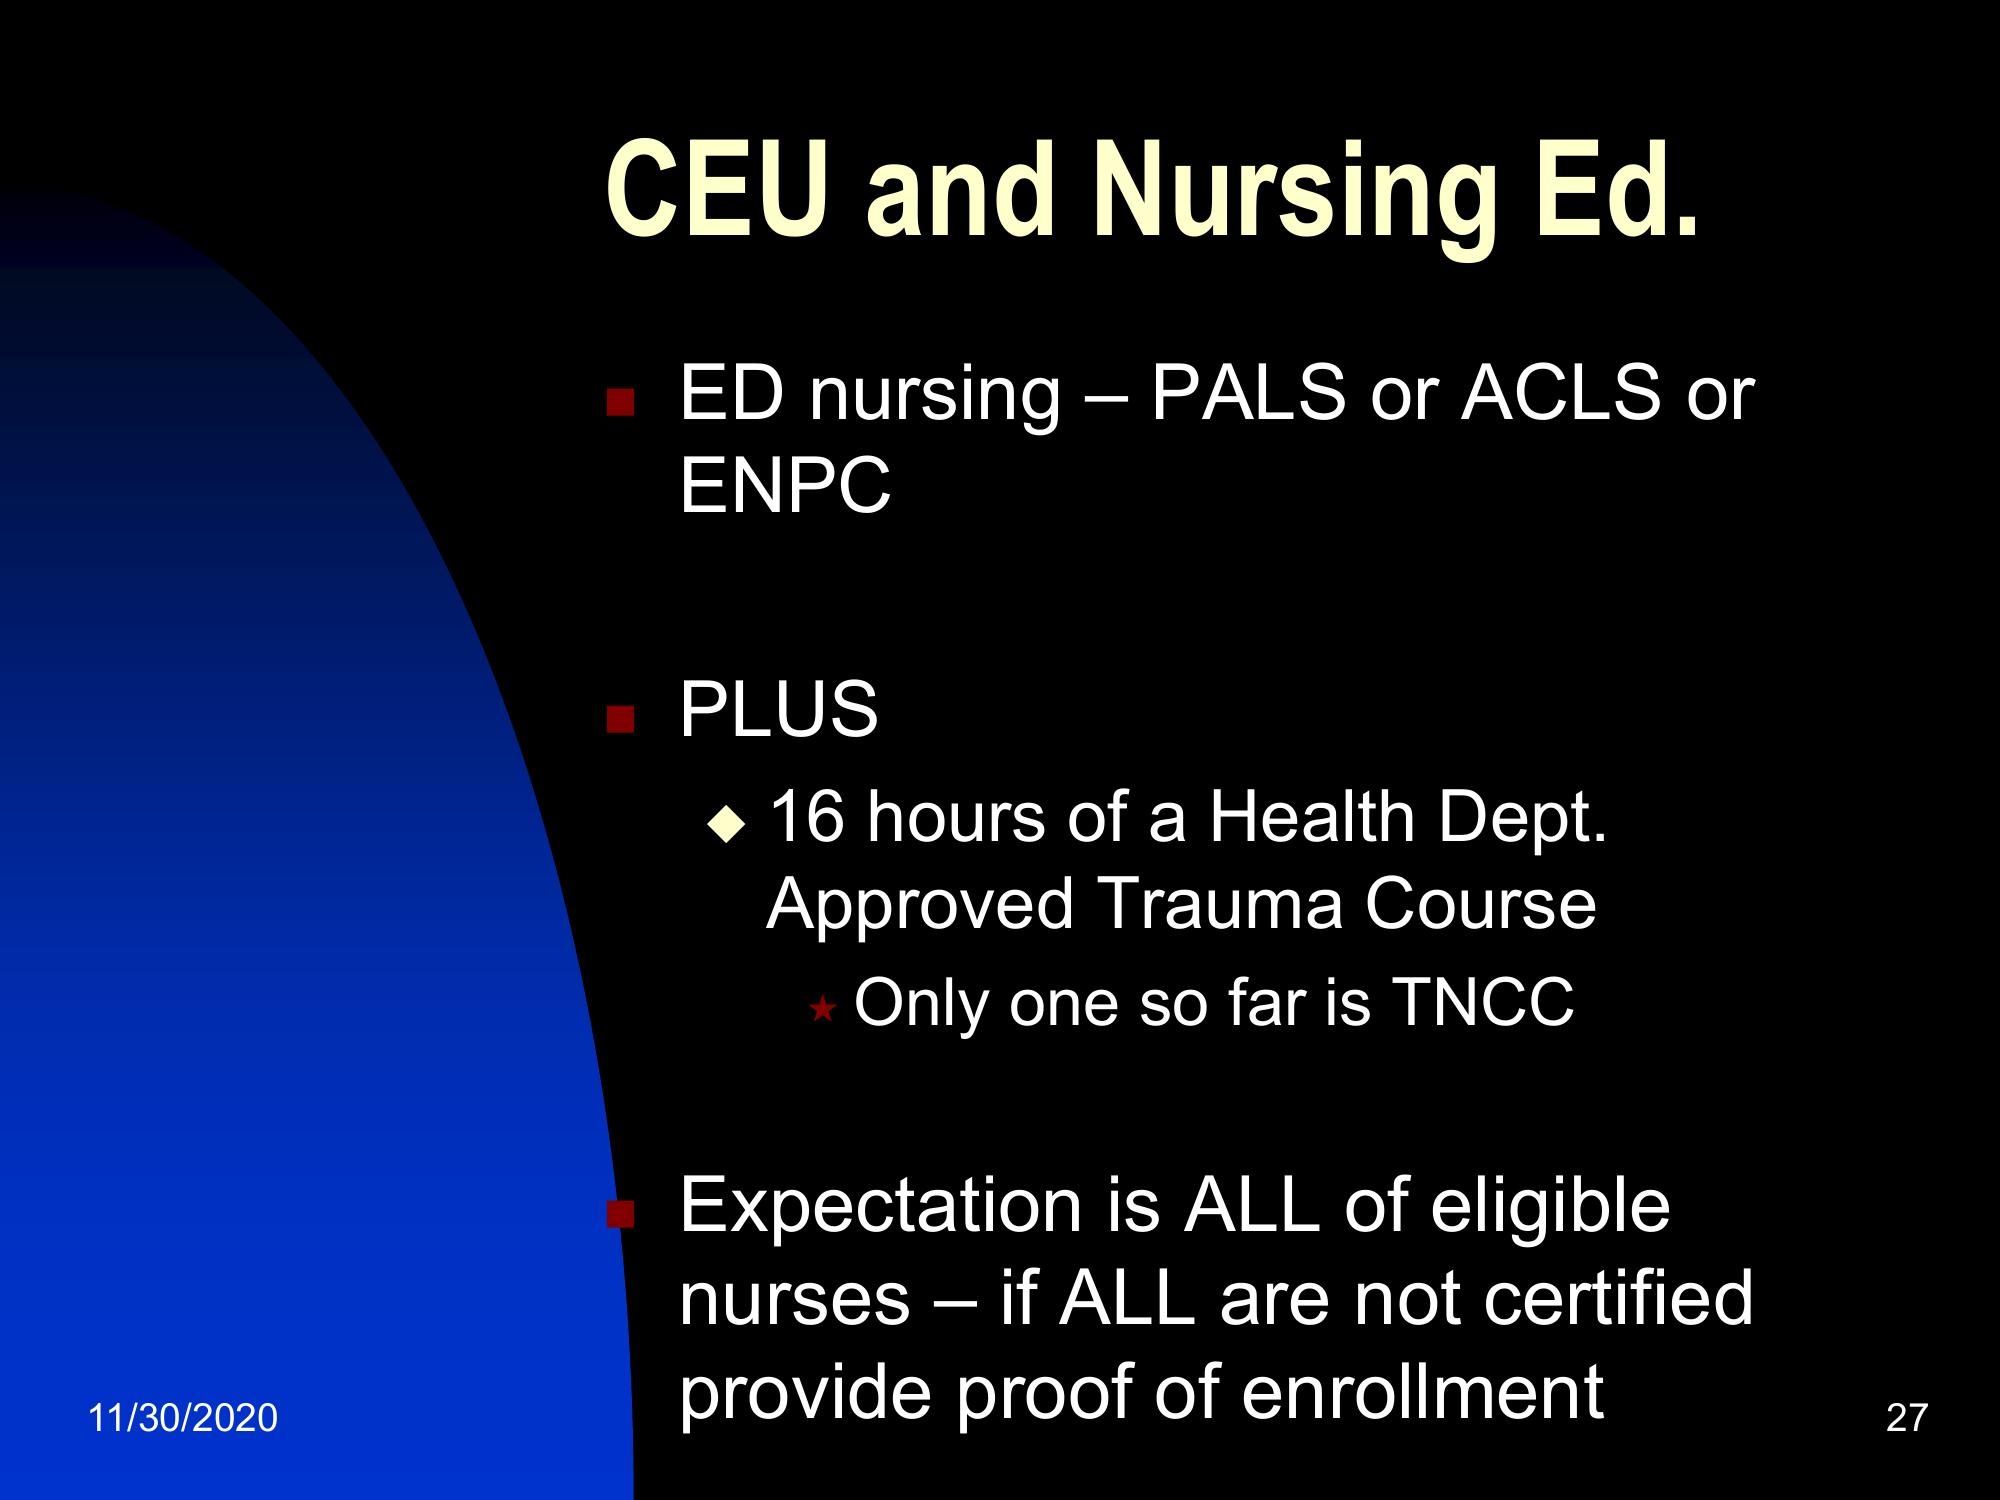 CEU and Nursing Ed.
ED nursing – PALS or ACLS or
ENPC
PLUS
16 hours of a Health Dept.
Approved Trauma Course
Only one so far is TNCC
Expectation is ALL of eligible
nurses – if ALL are not certified
provide proof of enrollment
11/30/2020
27